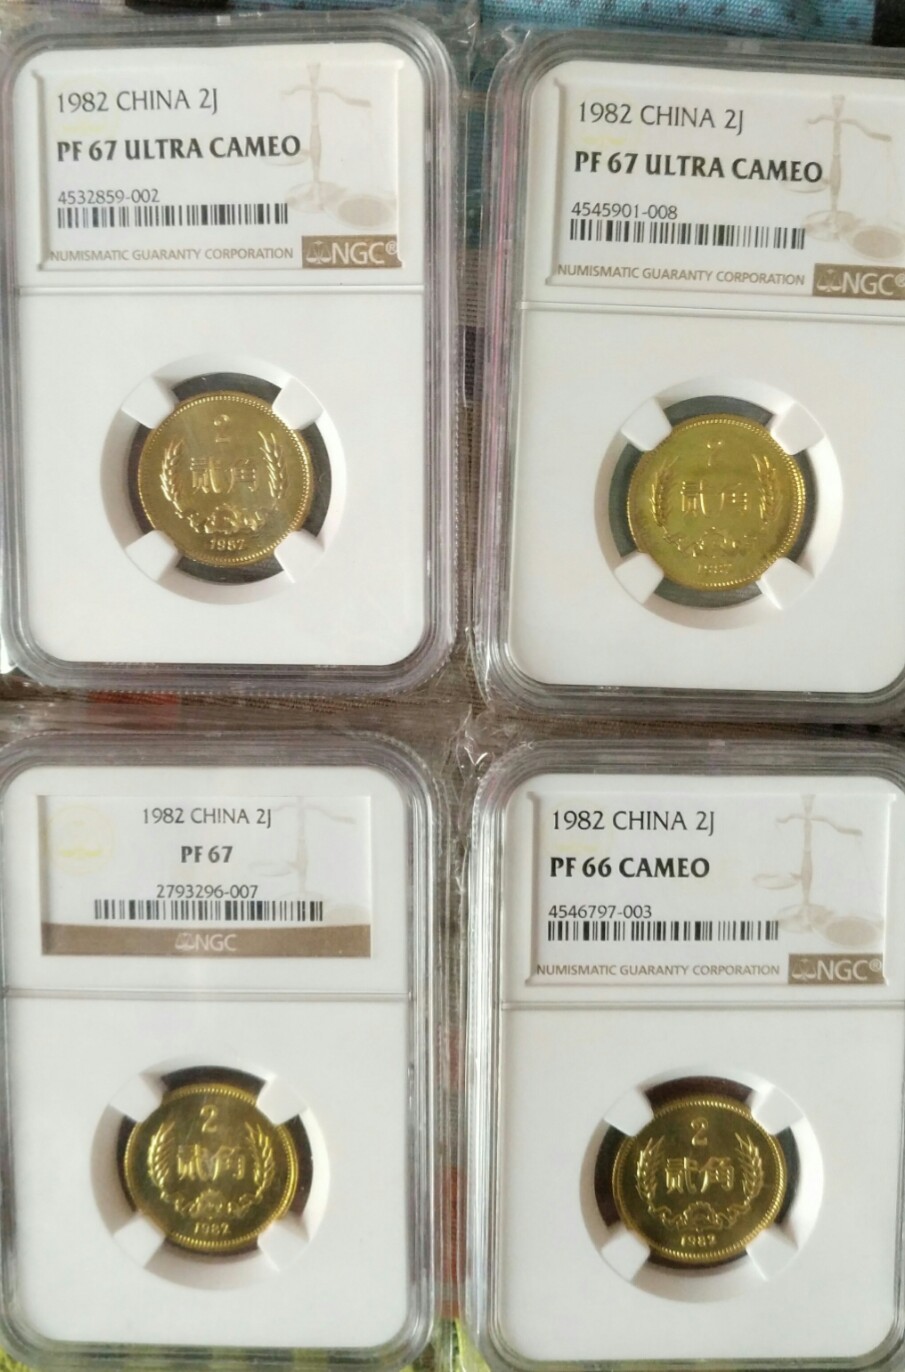 1982 CHINA 2J
PF 67 ULTRA CAMEO
4532859-002
NUMISMATIC GUARANTY CORPORATION NGC®
2
贰角
1982
1982 CHINA 2J
PF 67 ULTRA CAMEO
4545901-008
NUMISMATIC GUARANTY CORPORATION NGC®
贰角
1982 CHINA 2J
PF 67
2793296-007
NGC
2
贰角
1982
1982 CHINA 2J
PF 66 CAMEO
4546797-003
NUMISMATIC GUARANTY CORPORATION NGC®
2
贰角
1982